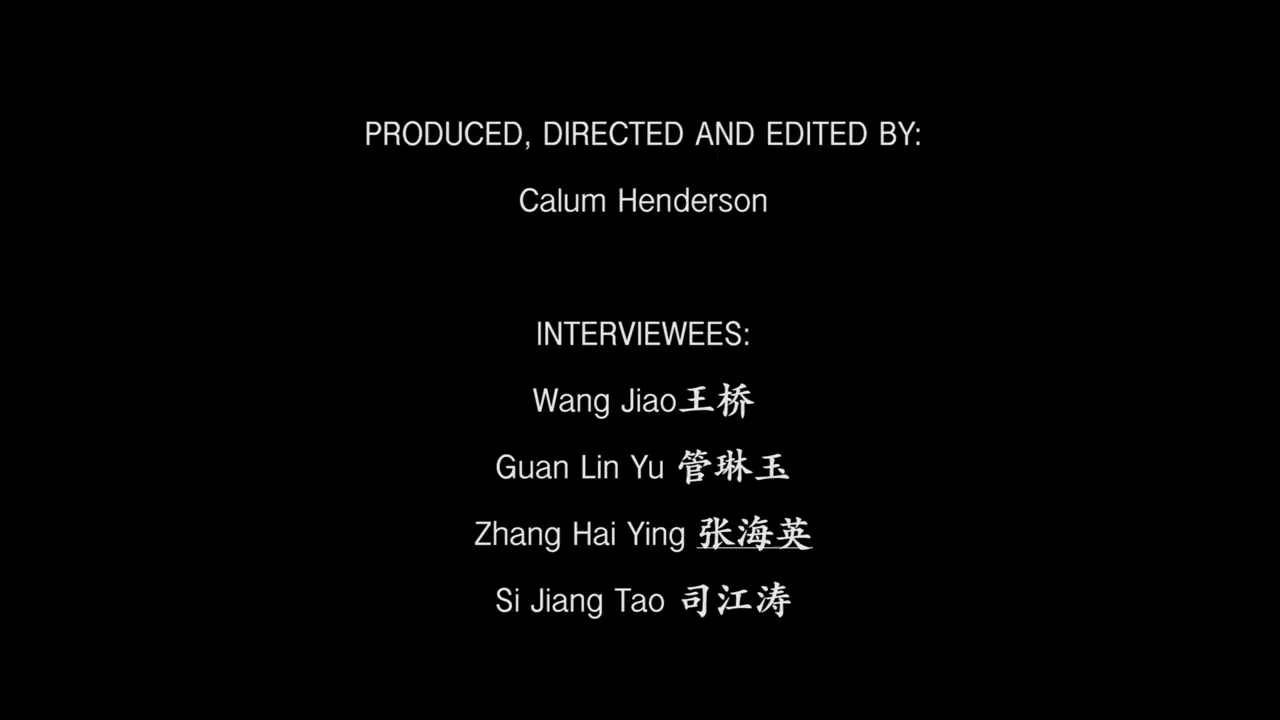 PRODUCED, DIRECTED AND EDITED BY:
Calum Henderson
INTERVIEWEES:
Wang Jiao王桥
Guan Lin Yu 管琳玉
Zhang Hai Ying 张海英
Si Jiang Tao 司江涛